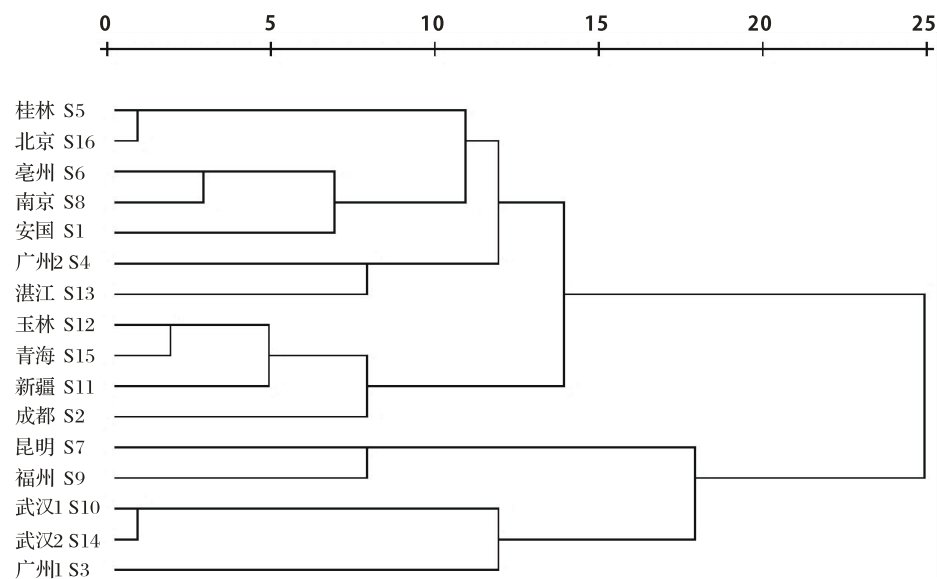 0 5 10 15 20 25
桂林 S5
北京 S16
亳州 S6
南京 S8
安国 S1
广州2 S4
湛江 S13
玉林 S12
青海 S15
新疆 S11
成都 S2
昆明 S7
福州 S9
武汉1 S10
武汉2 S14
广州1 S3